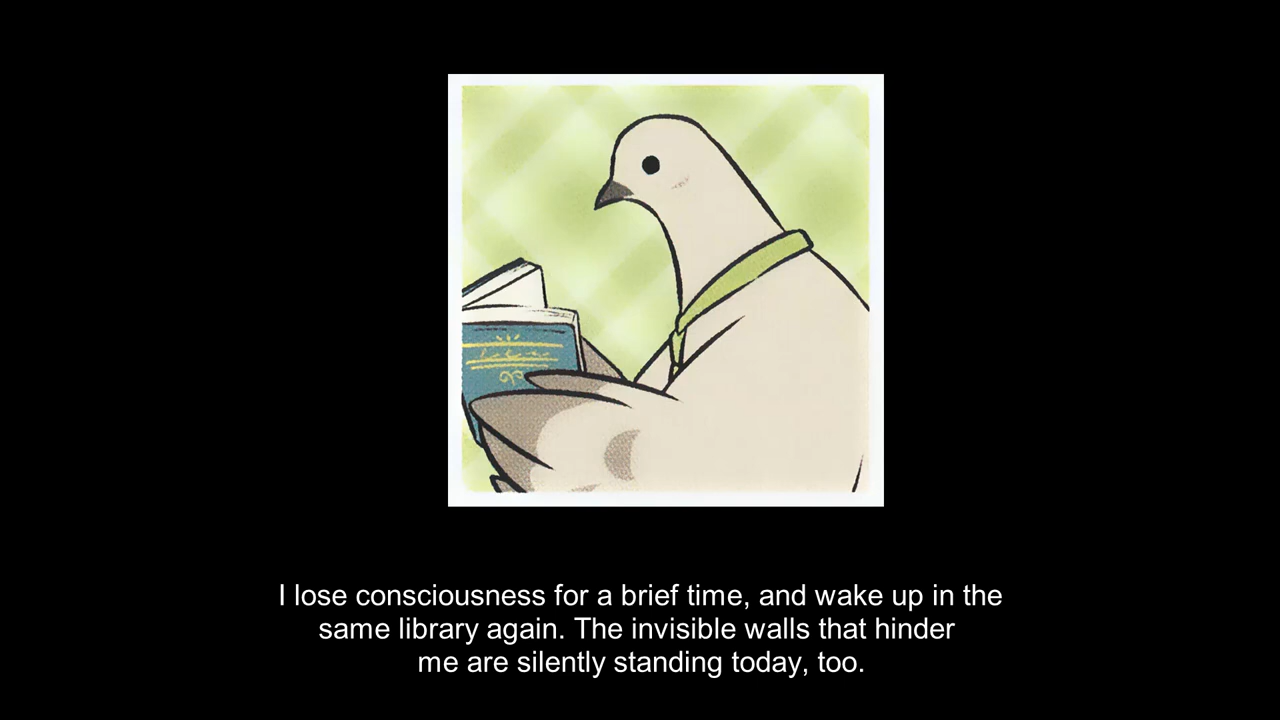 I lose consciousness for a brief time, and wake up in the
same library again. The invisible walls that hinder
me are silently standing today, too.